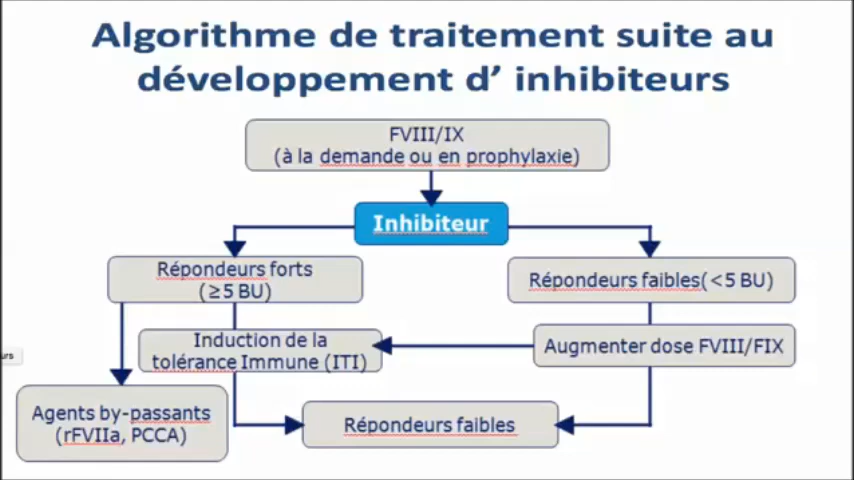 Algorithme de traitement suite au
développement d’ inhibiteurs
FVIII/IX
(à la demande ou en prophylaxie)
Inhibiteur
Répondeurs forts
(≥5 BU)
Répondeurs faibles(<5 BU)
Induction de la
tolérance Immune (ITI)
Augmenter dose FVIII/FIX
urs
Agents by-passants
(rFVIIa, PCCA)
Répondeurs faibles